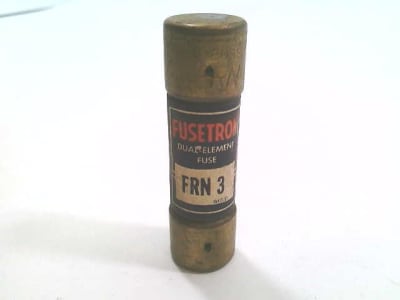 FUSETRON
DUAL-ELEMENT
FUSE
FRN 3